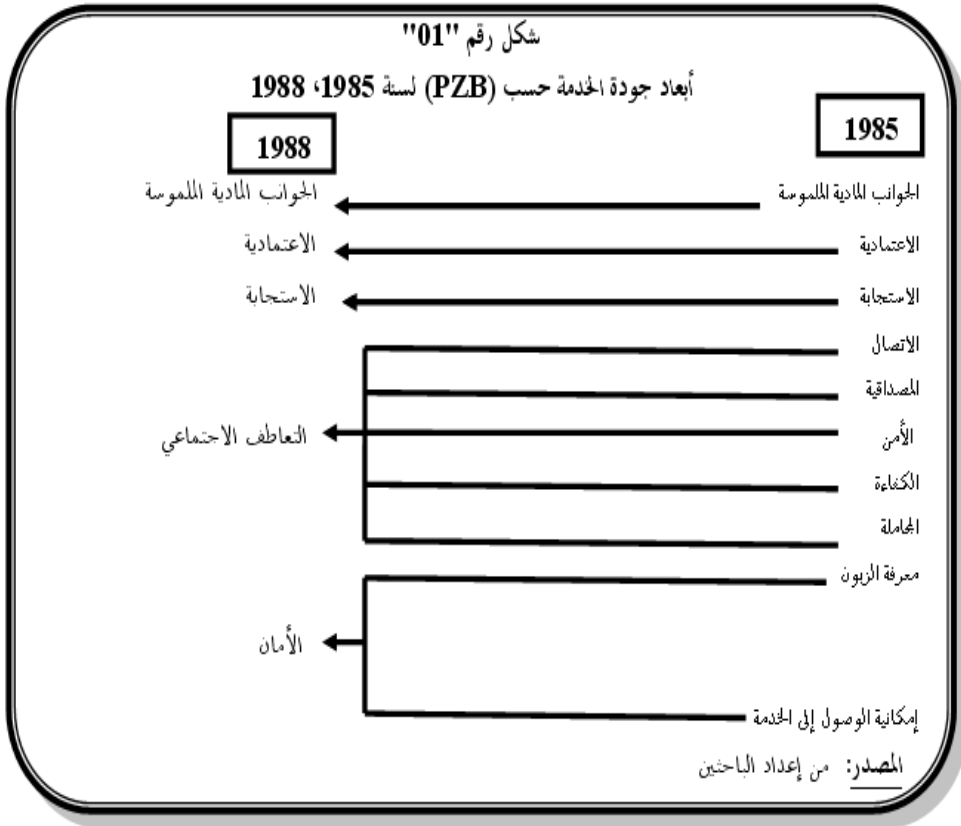 شكل رقم "01"
أبعاد جودة الخدمة حسب (PZB) لسنة 1985، 1988
1985
1988
الجوانب المادية الملموسة
الجوانب المادية الملموسة
الاعتمادية
الاعتمادية
الاستجابة
الاستجابة
الاتصال
المصداقية
الأمن
التعاطف الاجتماعي
الكفاءة
المجاملة
معرفة الزبون
الأمان
إمكانية الوصول إلى الخدمة
المصدر: من إعداد الباحثين